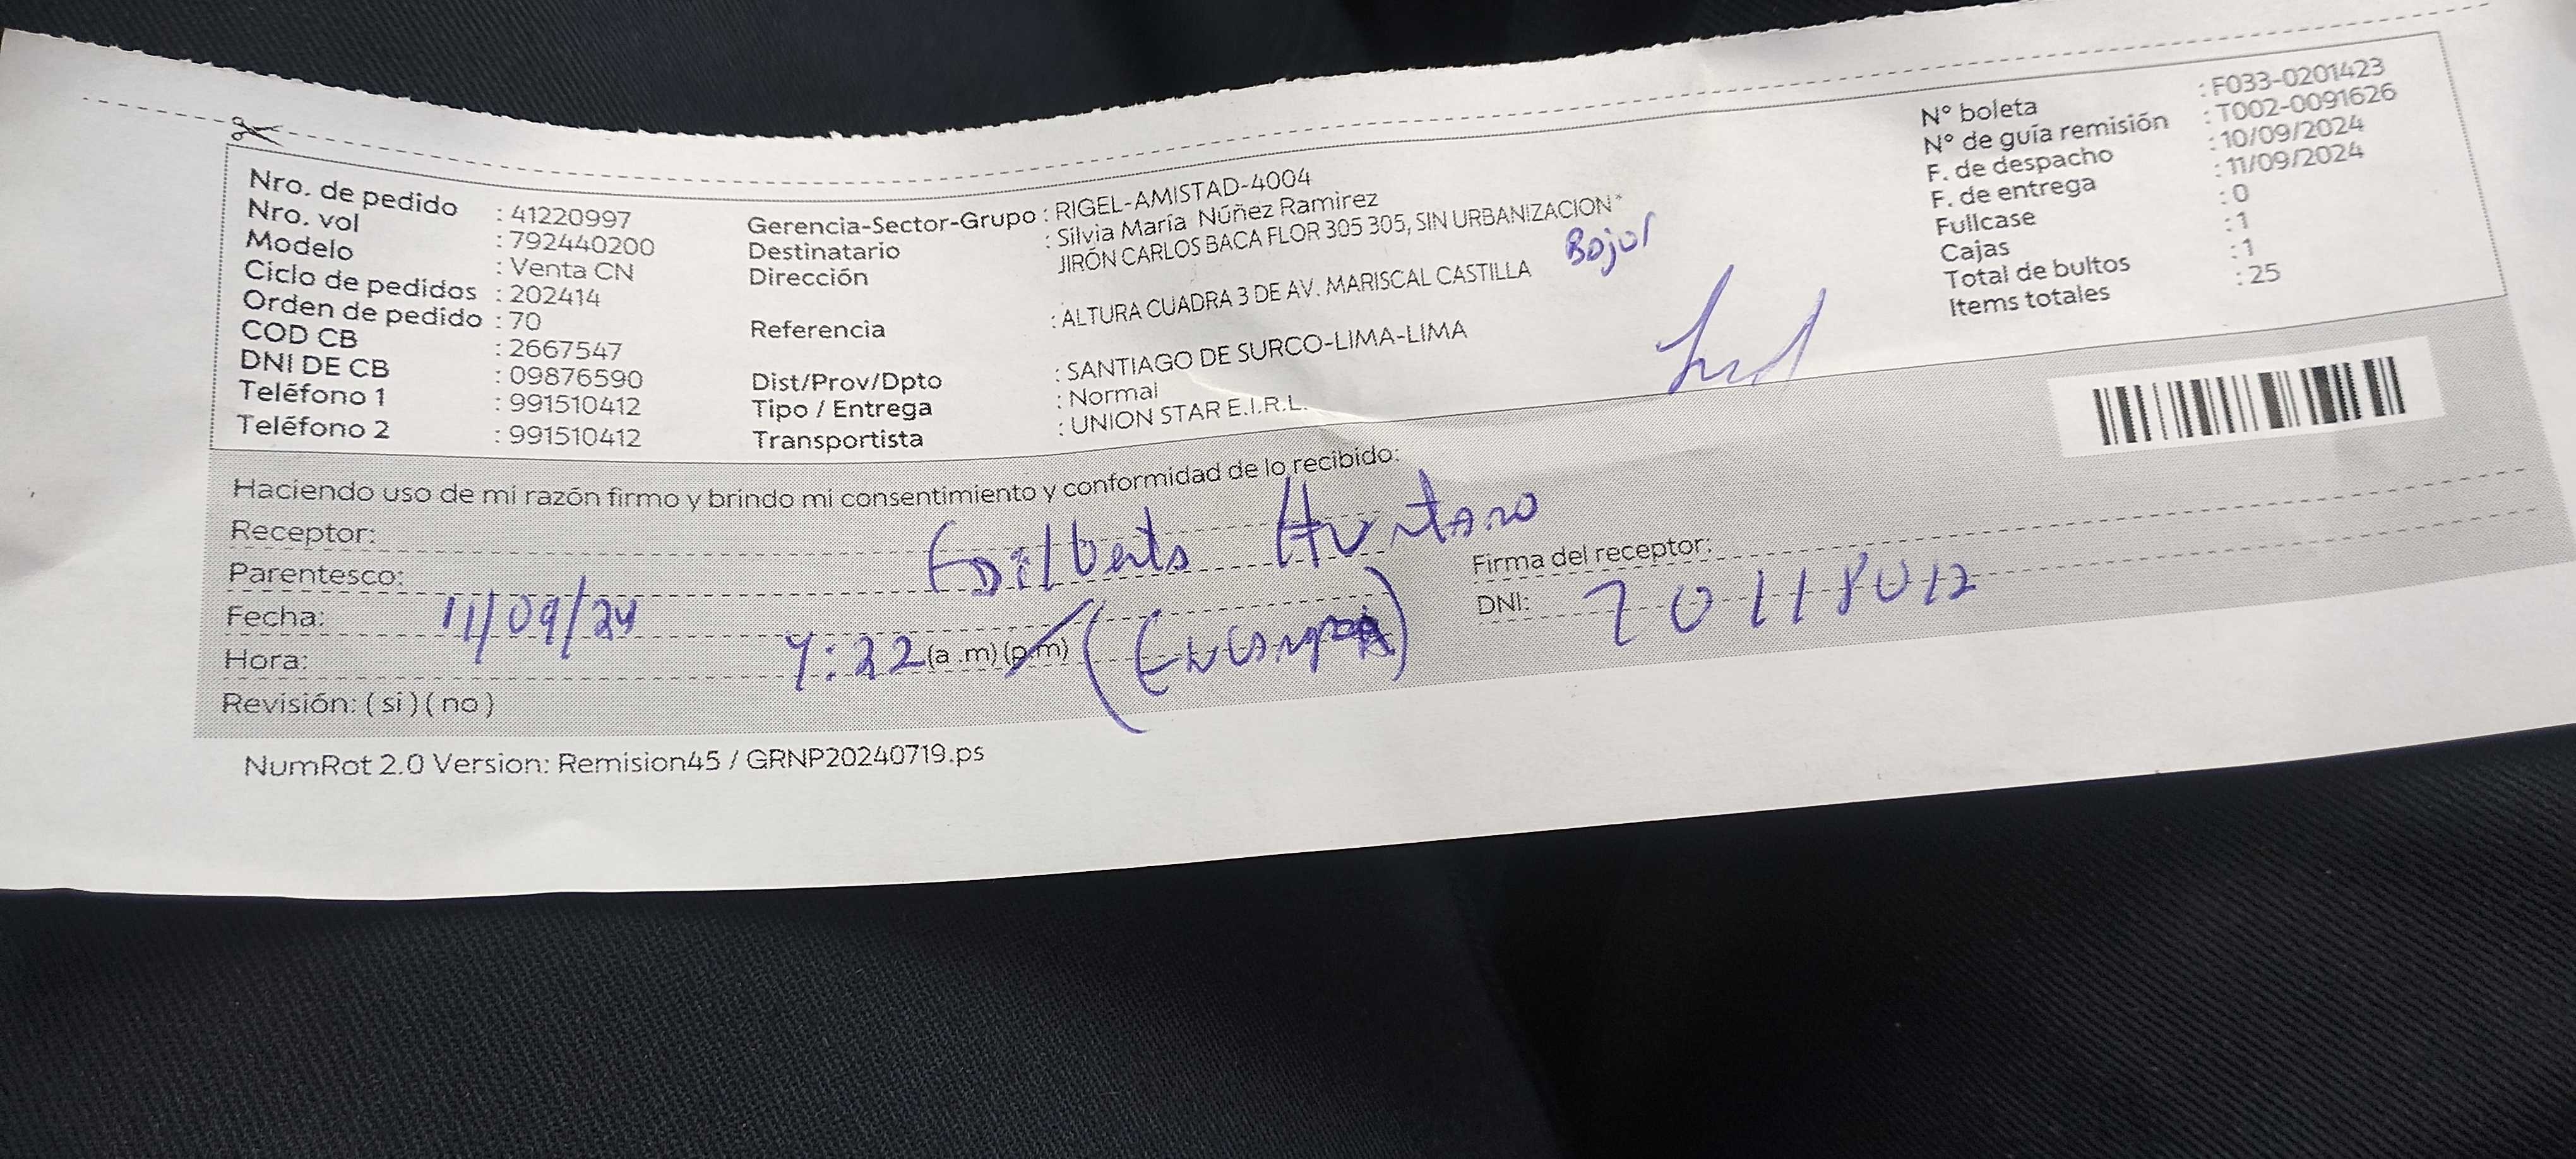 Nro. de pedido : 41220997
Nro. vol : 792440200
Modelo : Venta CN
Ciclo de pedidos : 202414
Orden de pedido : 70
COD CB : 2667547
DNI DE CB : 09876590
Teléfono 1 : 991510412
Teléfono 2 : 991510412
Gerencia-Sector-Grupo : RIGEL-AMISTAD-4004
Destinatario : Silvia María Núñez Ramirez
Dirección JIRÓN CARLOS BACA FLOR 305 305, SIN URBANIZACION*
Referencia : ALTURA CUADRA 3 DE AV. MARISCAL CASTILLA
Dist/Prov/Dpto : SANTIAGO DE SURCO-LIMA-LIMA
Tipo / Entrega : Normal
Transportista : UNION STAR E.I.R.L.
N° boleta : F033-0201423
N° de guía remisión : T002-0091626
F. de despacho : 10/09/2024
F. de entrega : 11/09/2024
Fullcase : 0
Cajas : 1
Total de bultos : 1
Items totales : 25
Haciendo uso de mi razón firmo y brindo mi consentimiento y conformidad de lo recibido:
Receptor: Edilberto
Parentesco:
Firma del receptor:
Fecha: 11/09/24
DNI: 70118012
Hora: :22 (a .m) (p.m)
Revisión: ( si ) ( no )
NumRot 2.0 Version: Remision45 / GRNP20240719.ps